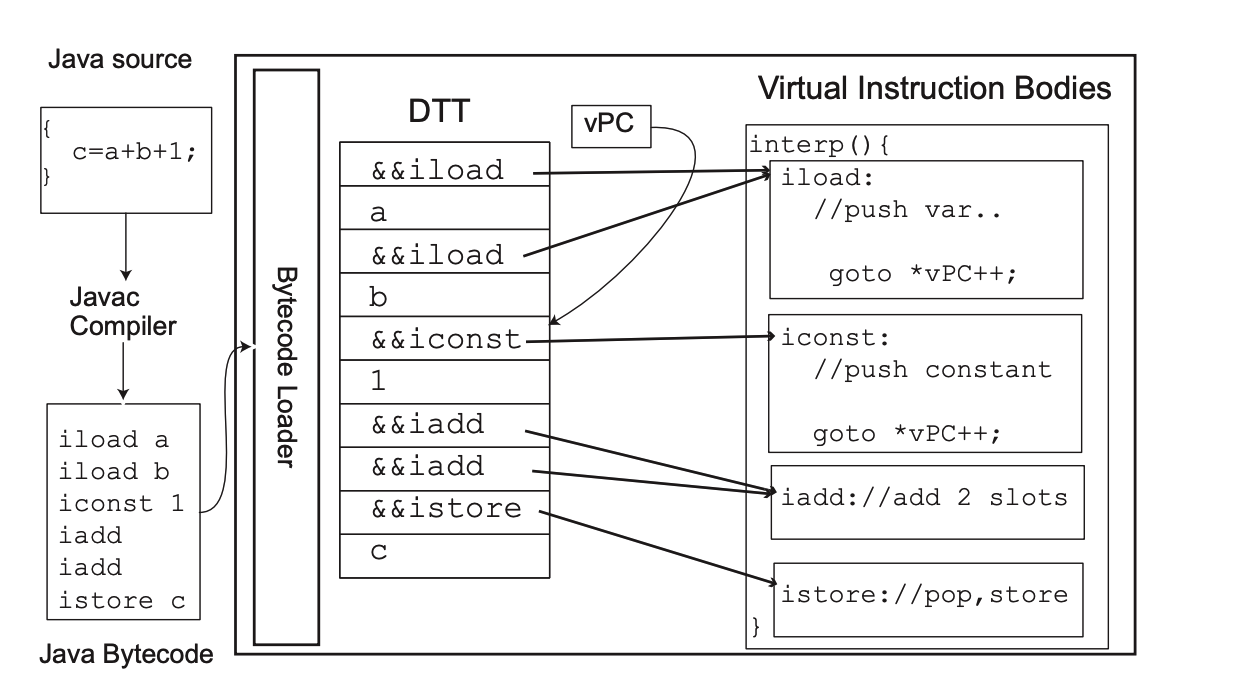 Java source
{
c=a+b+1;
}
Javac
Compiler
iload a
iload b
iconst 1
iadd
iadd
istore c
Java Bytecode
Bytecode Loader
DTT
&&iload
a
&&iload
b
&&iconst
1
&&iadd
&&iadd
&&istore
c
vPC
Virtual Instruction Bodies
interp(){
iload:
//push var..
goto *vPC++;
iconst:
//push constant
goto *vPC++;
iadd://add 2 slots
istore://pop,store
}